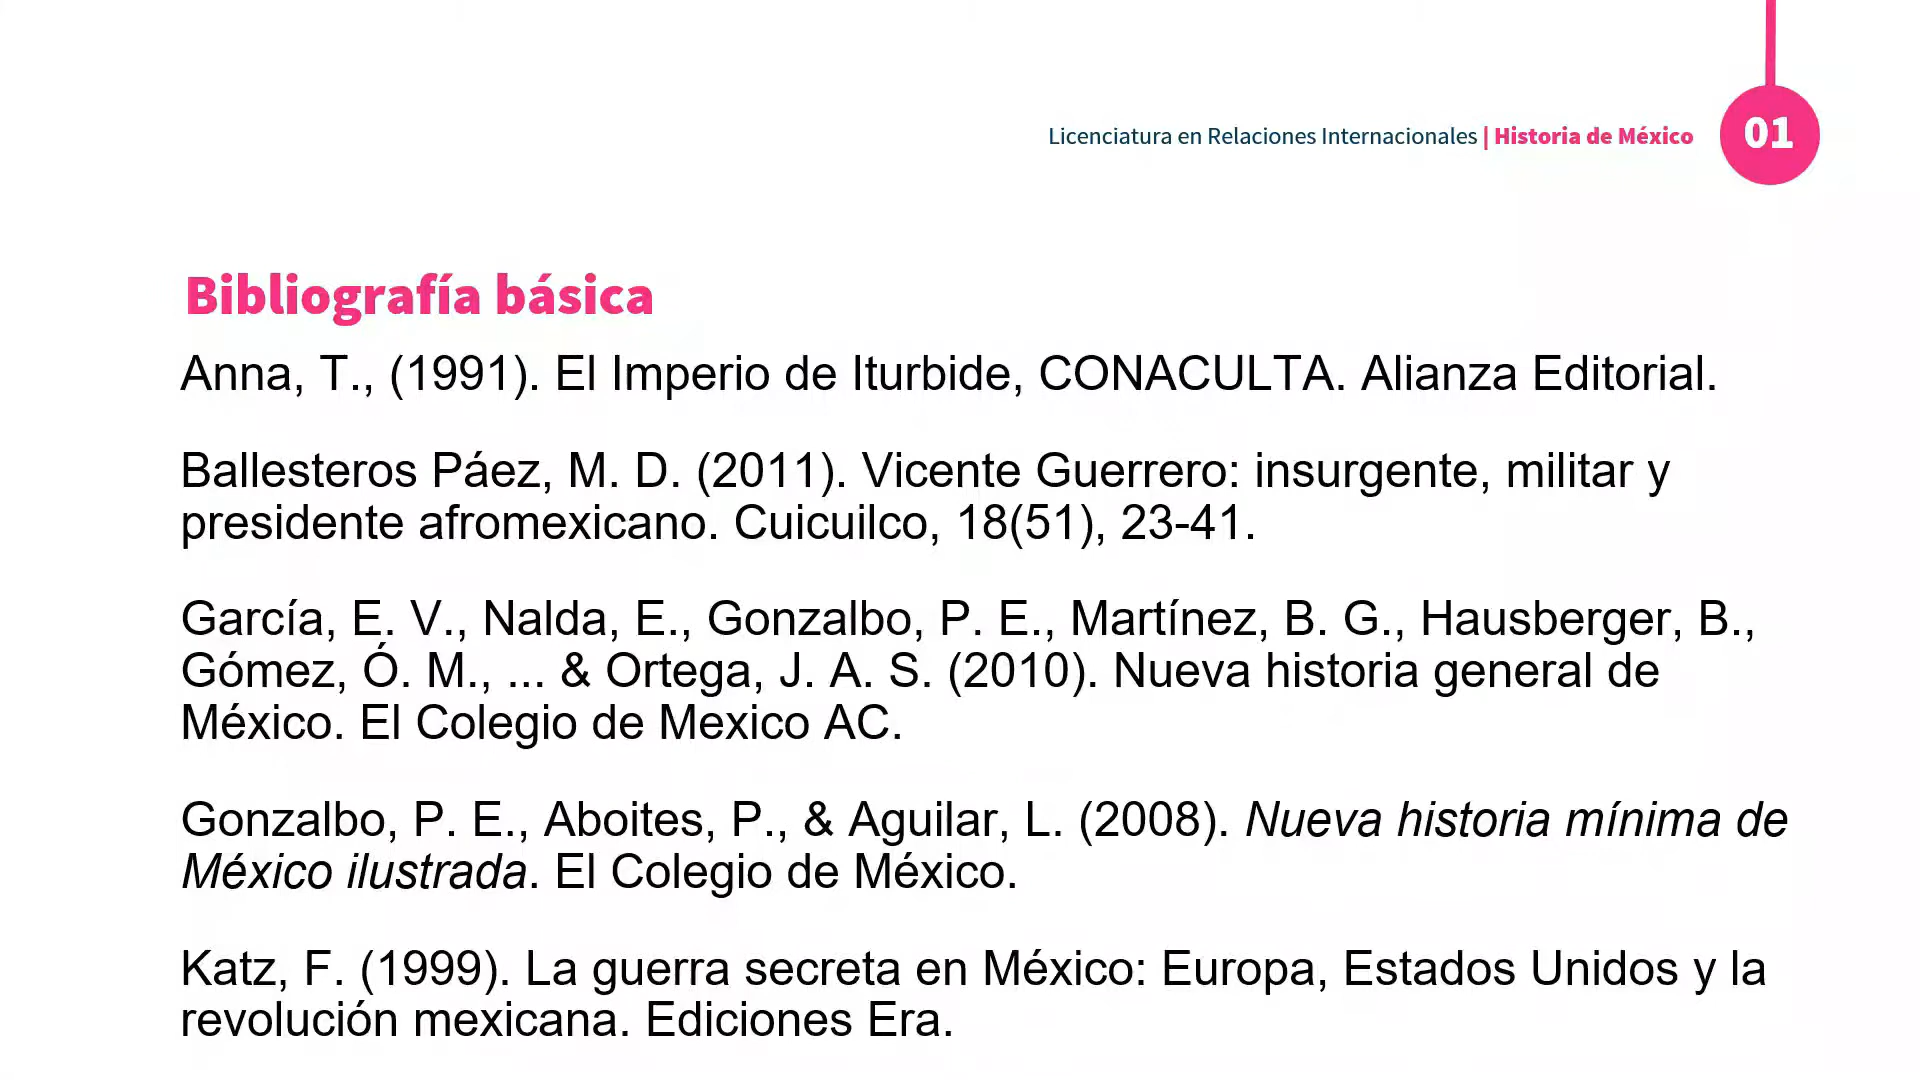 Licenciatura en Relaciones Internacionales | Historia de México
01
Bibliografía básica
Anna, T., (1991). El Imperio de Iturbide, CONACULTA. Alianza Editorial.
Ballesteros Páez, M. D. (2011). Vicente Guerrero: insurgente, militar y
presidente afromexicano. Cuicuilco, 18(51), 23-41.
García, E. V., Nalda, E., Gonzalbo, P. E., Martínez, B. G., Hausberger, B.,
Gómez, Ó. M., ... & Ortega, J. A. S. (2010). Nueva historia general de
México. El Colegio de Mexico AC.
Gonzalbo, P. E., Aboites, P., & Aguilar, L. (2008). Nueva historia mínima de
México ilustrada. El Colegio de México.
Katz, F. (1999). La guerra secreta en México: Europa, Estados Unidos y la
revolución mexicana. Ediciones Era.